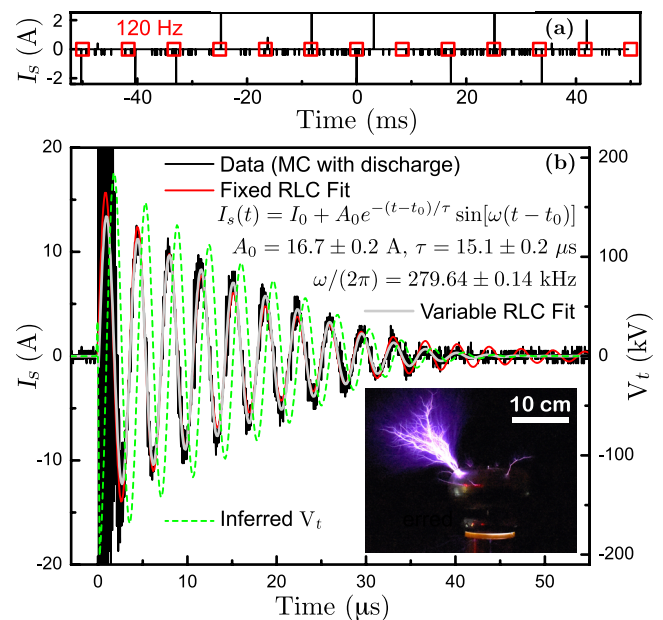 120 Hz
(a)
I_s (A)
2
0
2
-40 -20 0 20 40
Time (ms)
(b)
Data (MC with discharge)
Fixed RLC Fit
I_s(t) = I_0 + A_0e^{-(t-t_0)/τ} sin[ω(t - t_0)]
A_0 = 16.7 ± 0.2 A, τ = 15.1 ± 0.2 μs
ω/(2π) = 279.64 ± 0.14 kHz
Variable RLC Fit
10 cm
Inferred V_t
I_s (A)
20
10
0
-10
-20
V_t (kV)
200
100
0
-100
-200
0 10 20 30 40 50
Time (μs)